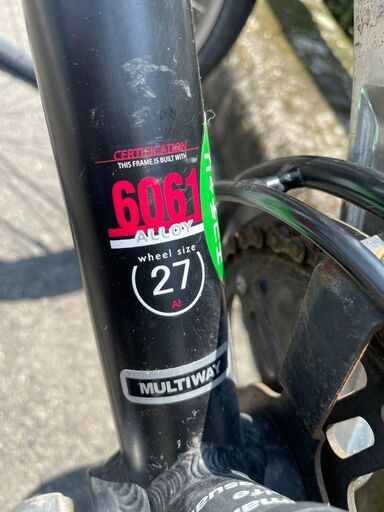 CERTIFICATION
THIS FRAME IS BUILT WITH
6061
ALLOY
wheel size
27
Al
MULTIWAY